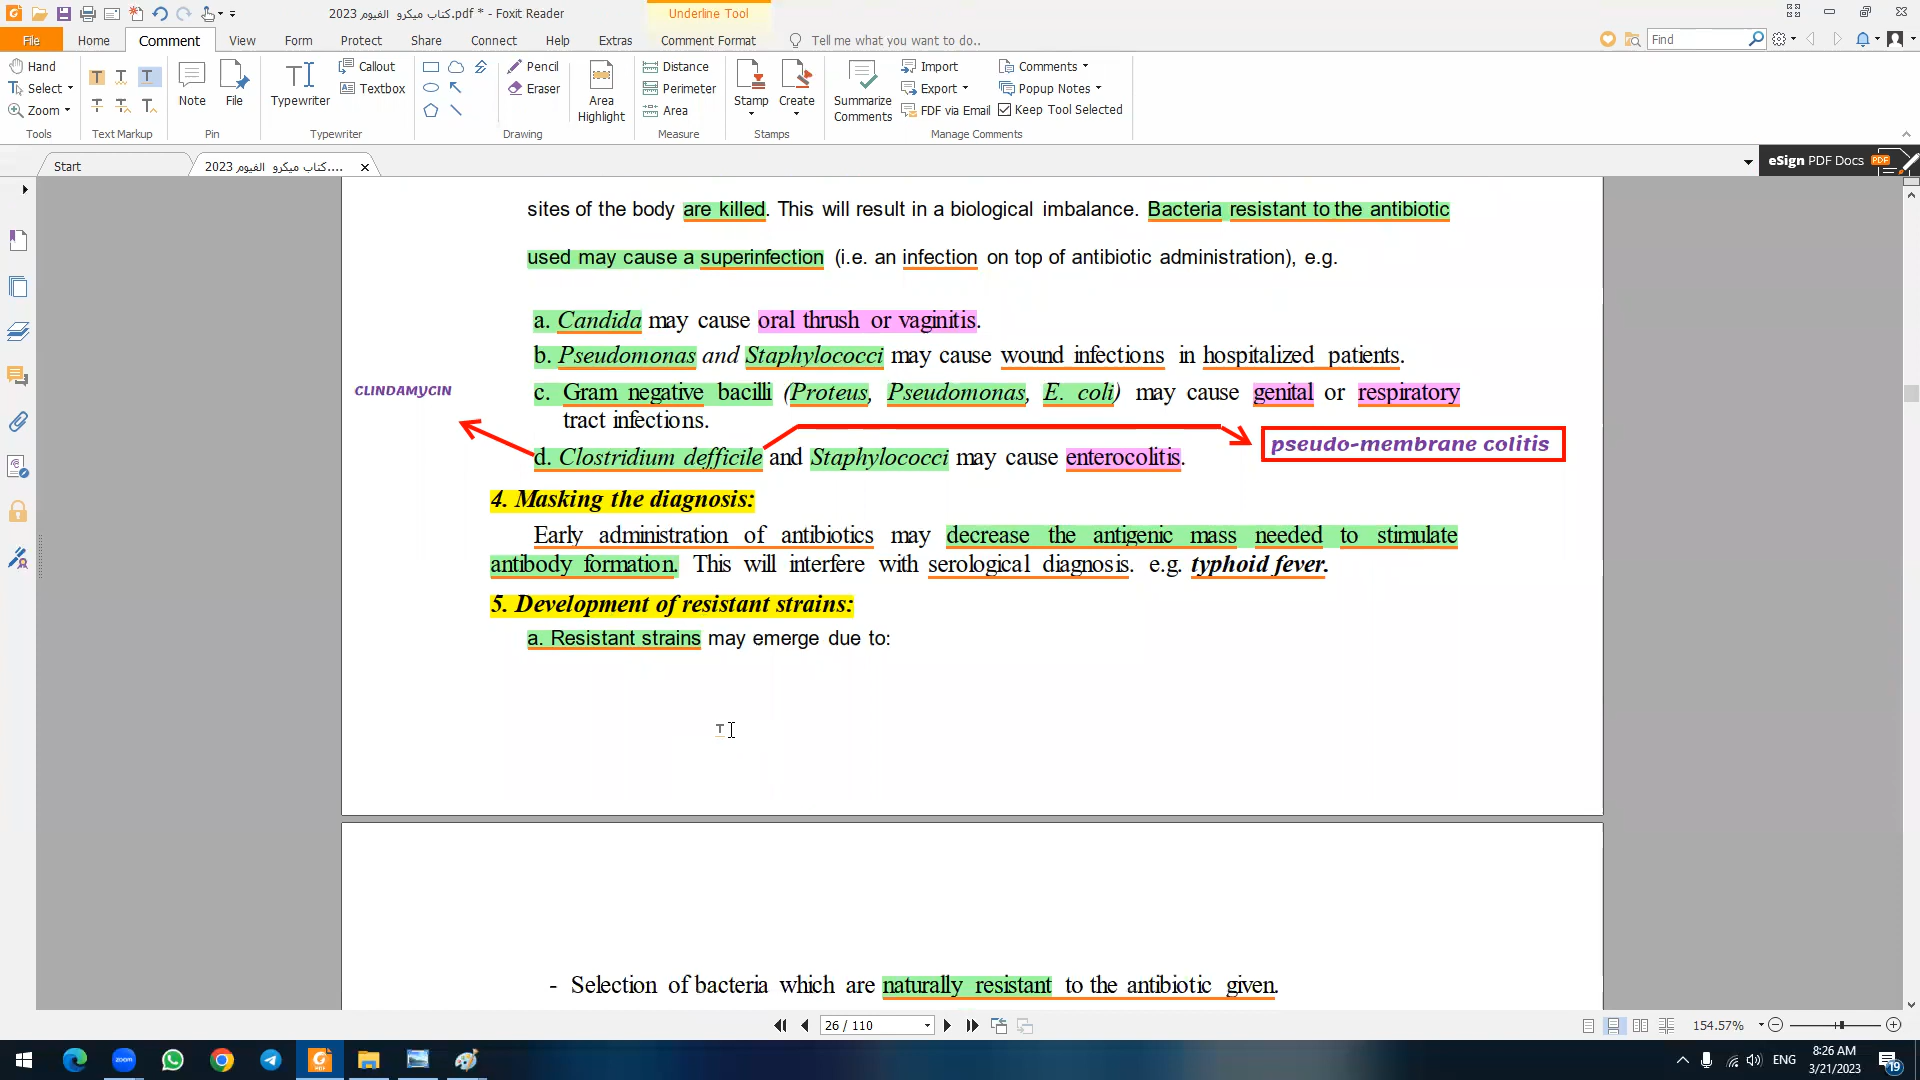 كتاب ميكرو الفيوم 2023.pdf * - Foxit Reader
Underline Tool
File
Home
Comment
View
Form
Protect
Share
Connect
Help
Extras
Comment Format
Tell me what you want to do..
Find
Hand
Select
Zoom
Tools
Text Markup
Note
File
Pin
Typewriter
Callout
Textbox
Typewriter
Pencil
Eraser
Drawing
Area Highlight
Distance
Perimeter
Area
Measure
Stamp
Create
Stamps
Summarize Comments
Import
Export
FDF via Email
Comments
Popup Notes
Keep Tool Selected
Manage Comments
Start
كتاب ميكرو الفيوم 2023....
eSign PDF Docs
PDF
sites of the body are killed. This will result in a biological imbalance. Bacteria resistant to the antibiotic
used may cause a superinfection (i.e. an infection on top of antibiotic administration), e.g.
a. Candida may cause oral thrush or vaginitis.
b. Pseudomonas and Staphylococci may cause wound infections in hospitalized patients.
CLINDAMYCIN
c. Gram negative bacilli (Proteus, Pseudomonas, E. coli) may cause genital or respiratory
tract infections.
pseudo-membrane colitis
d. Clostridium defficile and Staphylococci may cause enterocolitis.
4. Masking the diagnosis:
Early administration of antibiotics may decrease the antigenic mass needed to stimulate
antibody formation. This will interfere with serological diagnosis. e.g. typhoid fever.
5. Development of resistant strains:
a. Resistant strains may emerge due to:
- Selection of bacteria which are naturally resistant to the antibiotic given.
26 / 110
154.57%
zoom
PDF
ENG
8:26 AM
3/21/2023
19